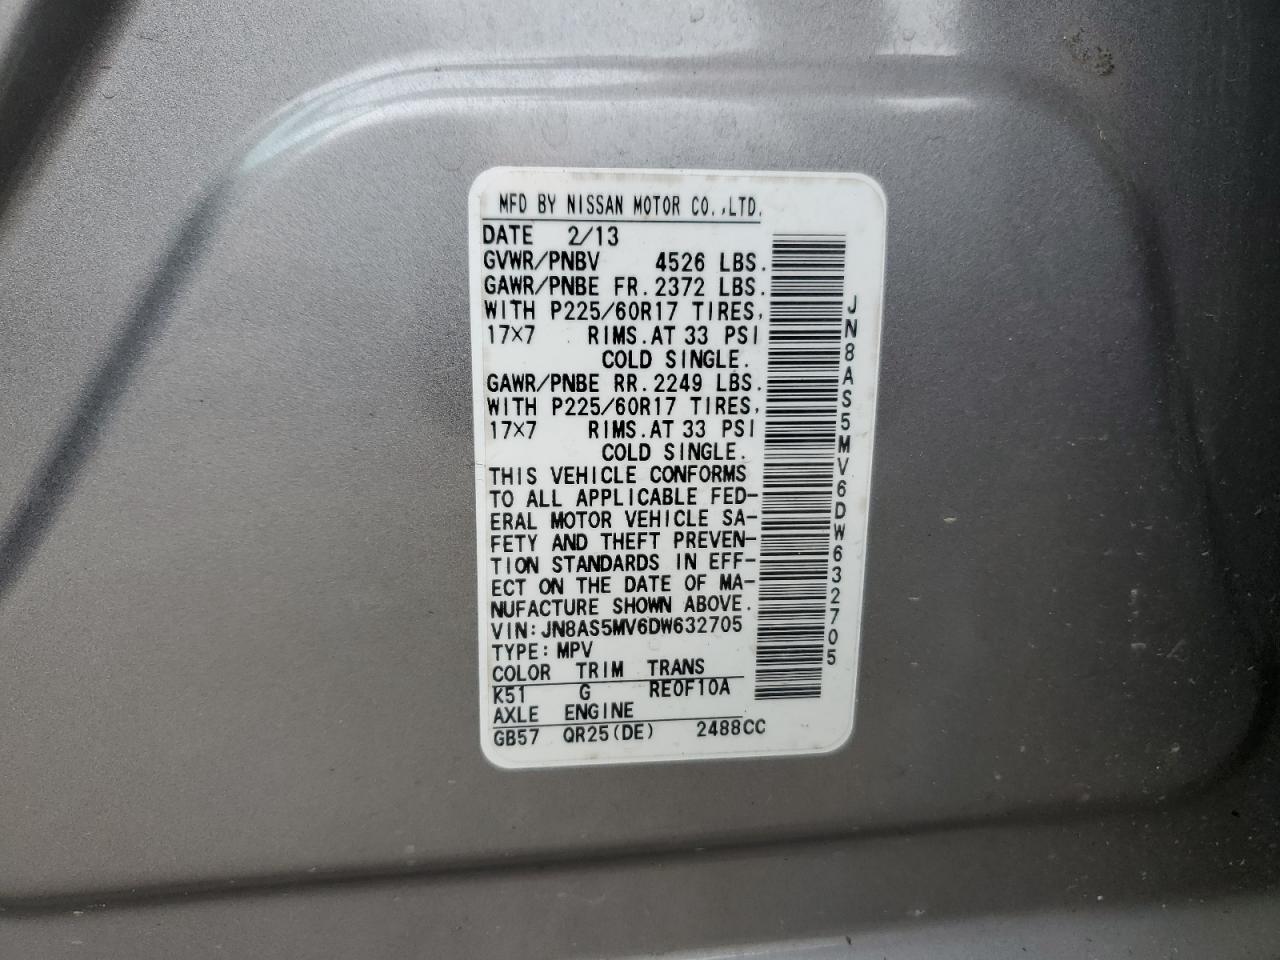 MFD BY NISSAN MOTOR CO.,LTD.
DATE 2/13
GVWR/PNBV 4526 LBS.
GAWR/PNBE FR.2372 LBS.
WITH P225/60R17 TIRES,
17×7 RIMS.AT 33 PSI
COLD SINGLE.
GAWR/PNBE RR.2249 LBS.
WITH P225/60R17 TIRES,
17×7 RIMS.AT 33 PSI
COLD SINGLE.
THIS VEHICLE CONFORMS
TO ALL APPLICABLE FED-
ERAL MOTOR VEHICLE SA-
FETY AND THEFT PREVEN-
TION STANDARDS IN EFF-
ECT ON THE DATE OF MA-
NUFACTURE SHOWN ABOVE.
VIN:JN8AS5MV6DW632705
TYPE:MPV
COLOR TRIM TRANS
K51 G RE0F10A
AXLE ENGINE
GB57 QR25(DE) 2488CC
JN8AS5MV6DW632705